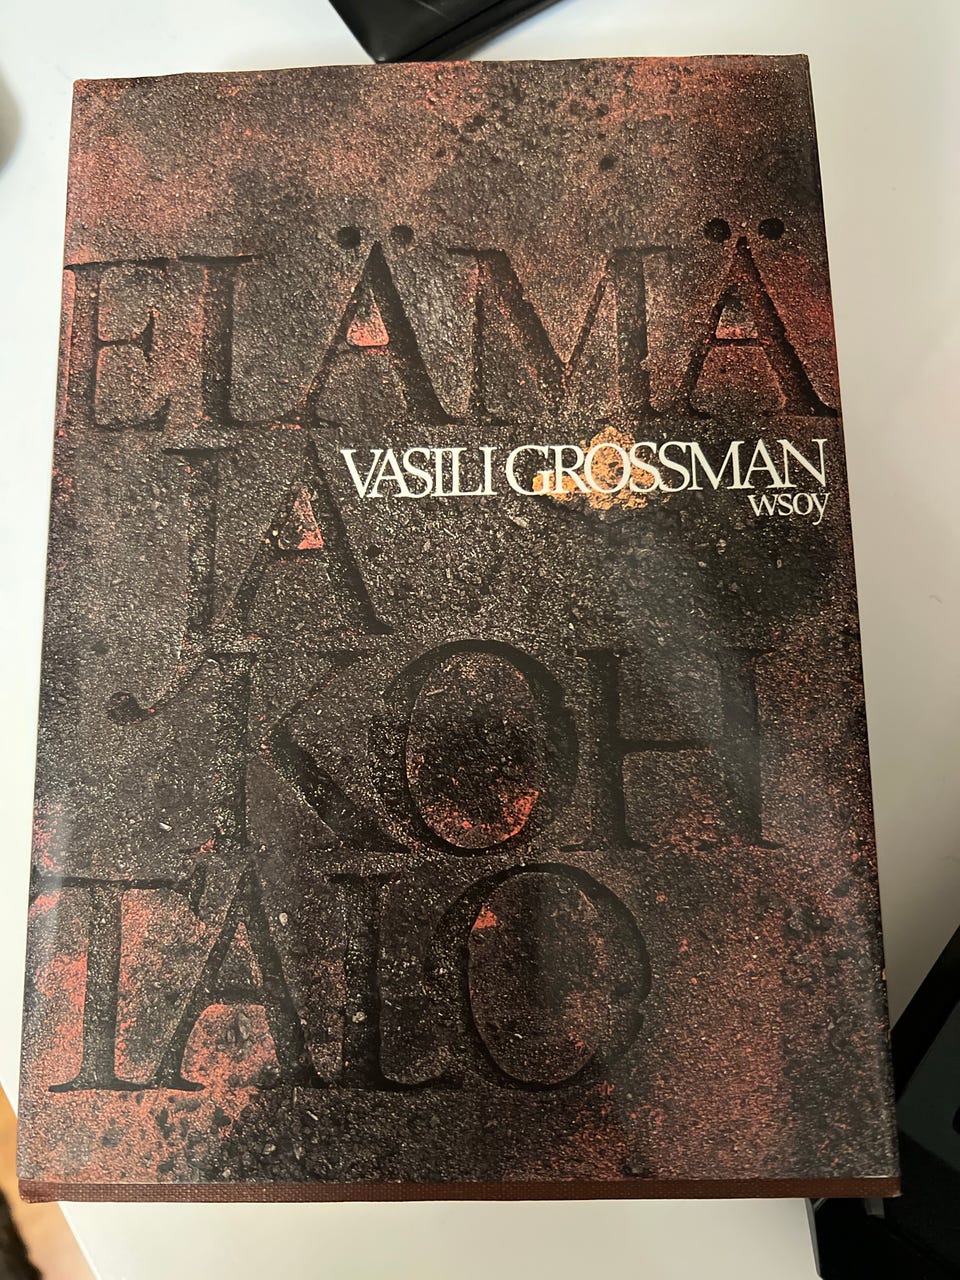 ELÄMÄ
JA
VASILI GROSSMAN
wsoy
KOH
TALO